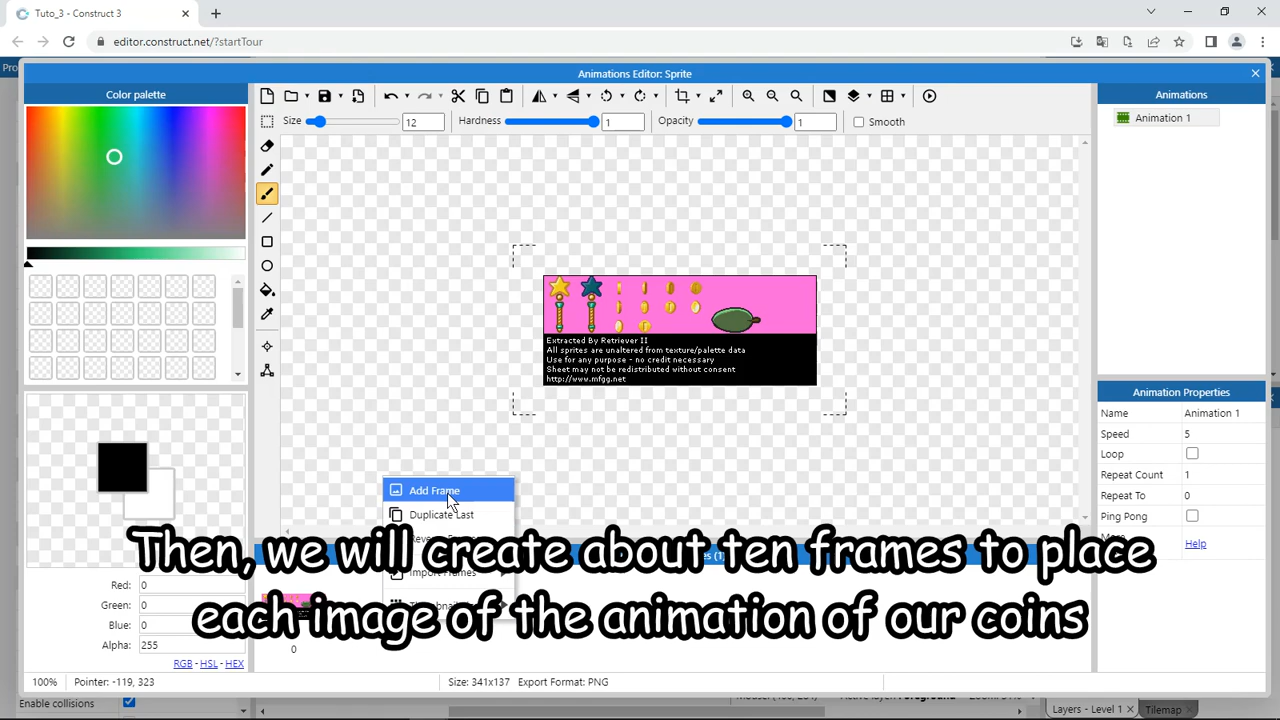 Tuto_3 - Construct 3
editor.construct.net/?startTour
Animations Editor: Sprite
Color palette
Size 12 Hardness 1 Opacity 1 Smooth
Animations
Animation 1
Extracted By Retriever II
All sprites are unaltered from texture/palette data
Use for any purpose - no credit necessary
Sheet may not be redistributed without consent
http://www.mfgg.net
Animation Properties
Name Animation 1
Speed 5
Loop
Repeat Count 1
Repeat To 0
Ping Pong
Help
Add Frame
Duplicate Last
Import Frames
Then, we will create about ten frames to place
each image of the animation of our coins
0
Red: 0
Green: 0
Blue: 0
Alpha: 255
RGB - HSL - HEX
100% Pointer: -119, 323 Size: 341x137 Export Format: PNG
Enable collisions
Layers - Level 1 Tilemap